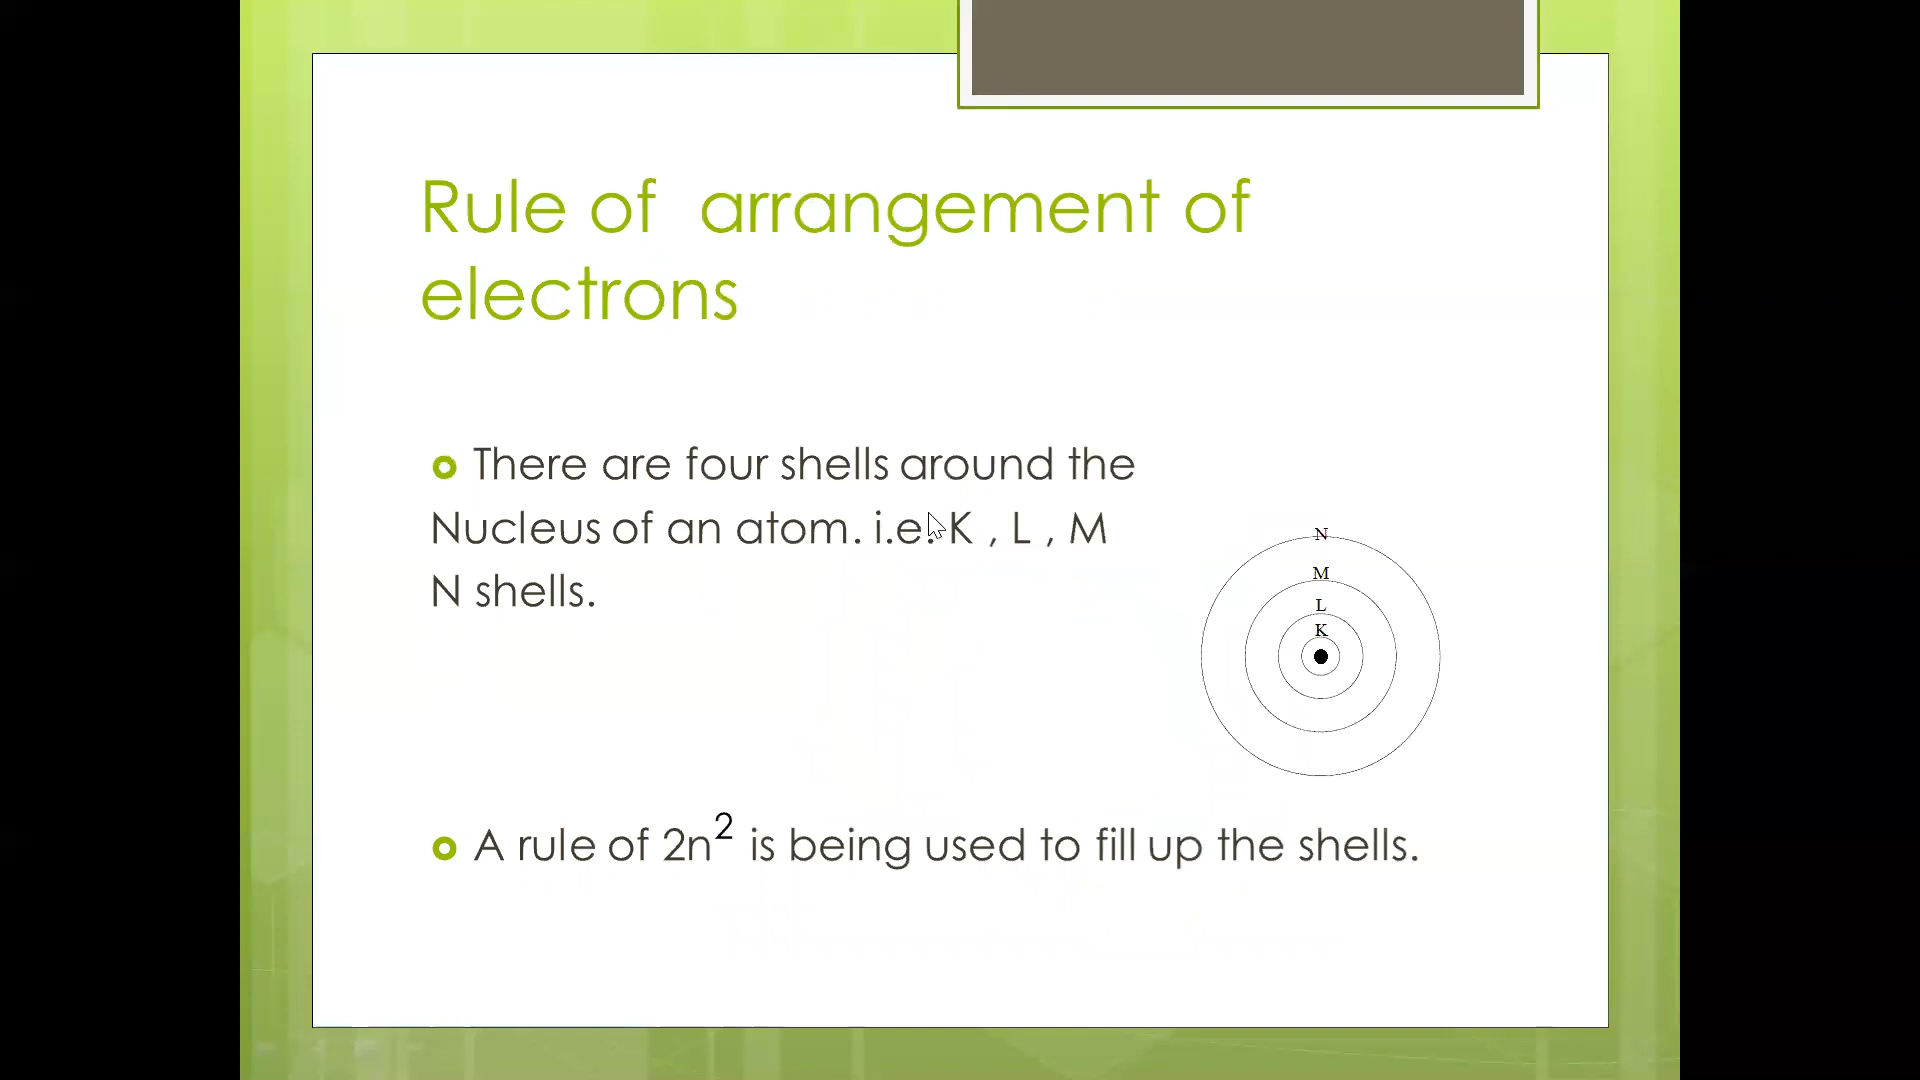 Rule of arrangement of
electrons
There are four shells around the
Nucleus of an atom. i.e. K , L , M
N shells.
N
M
L
K
A rule of 2n² is being used to fill up the shells.